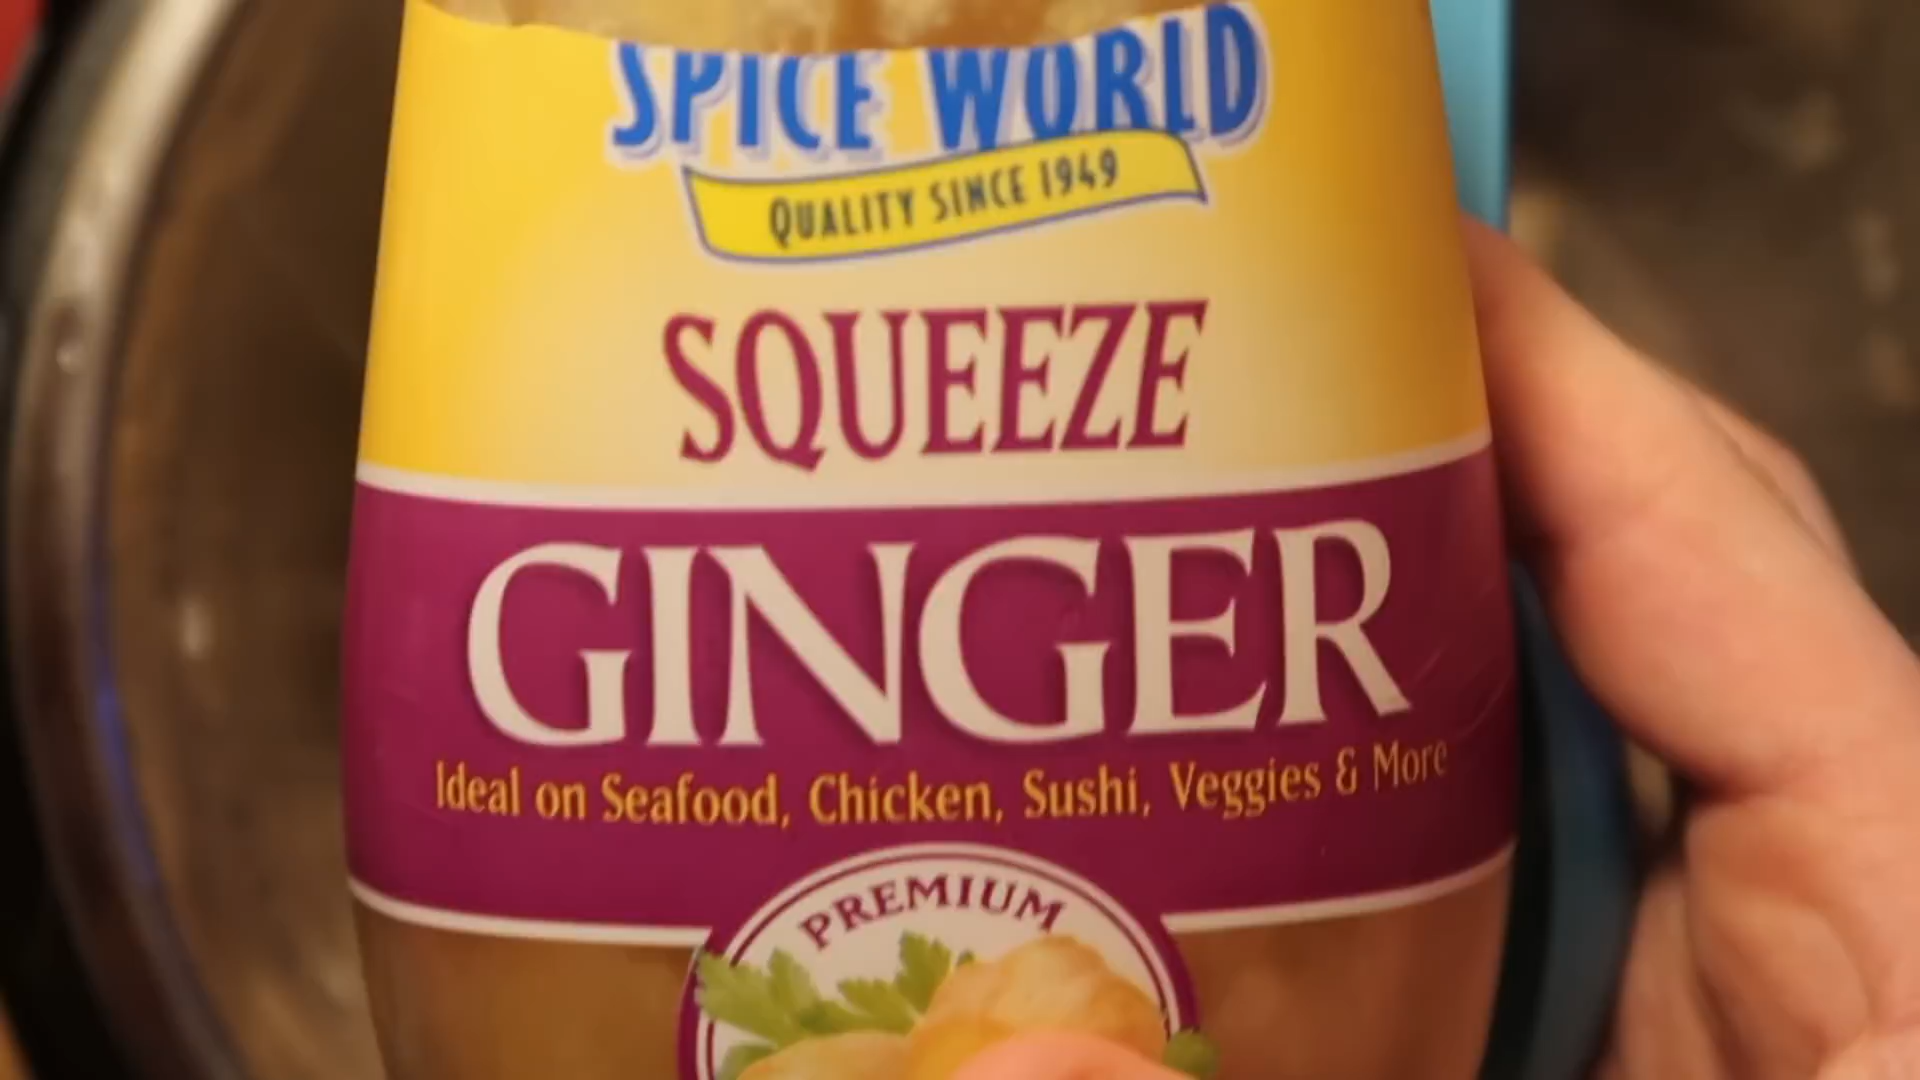 SPICE WORLD
QUALITY SINCE 1949
SQUEEZE
GINGER
Ideal on Seafood, Chicken, Sushi, Veggies & More
PREMIUM